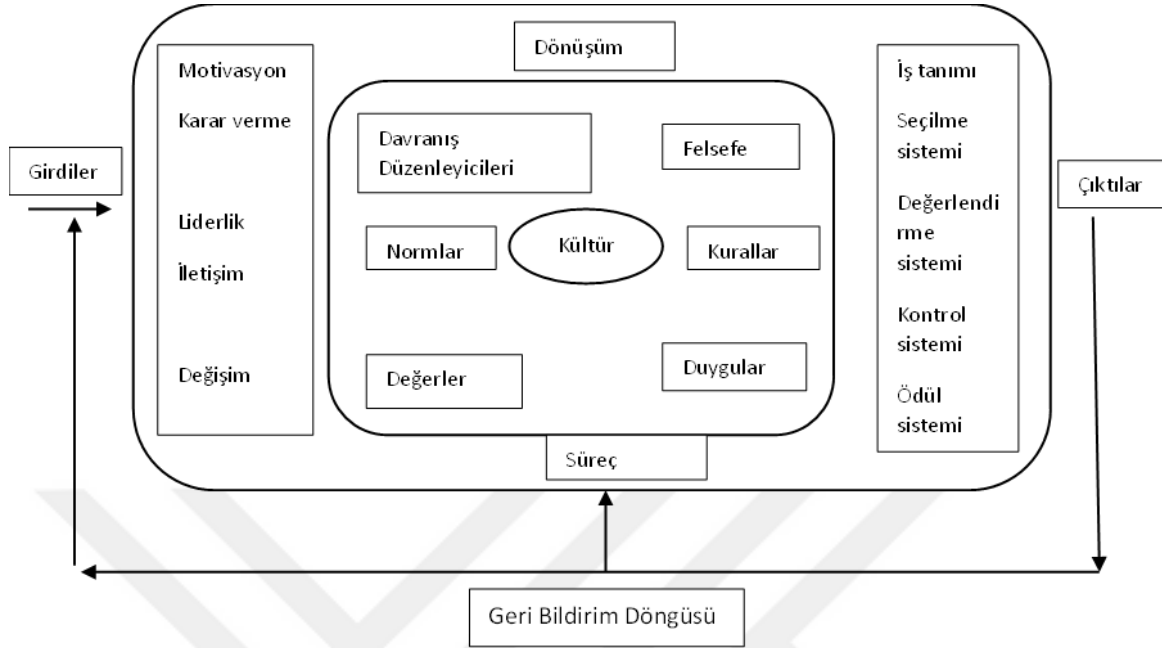 Dönüşüm
Motivasyon
Karar verme
Liderlik
İletişim
Değişim
Girdiler
Davranış
Düzenleyicileri
Felsefe
Normlar
Kültür
Kurallar
Değerler
Duygular
Süreç
İş tanımı
Seçilme
sistemi
Değerlendi
rme
sistemi
Kontrol
sistemi
Ödül
sistemi
Çıktılar
Geri Bildirim Döngüsü